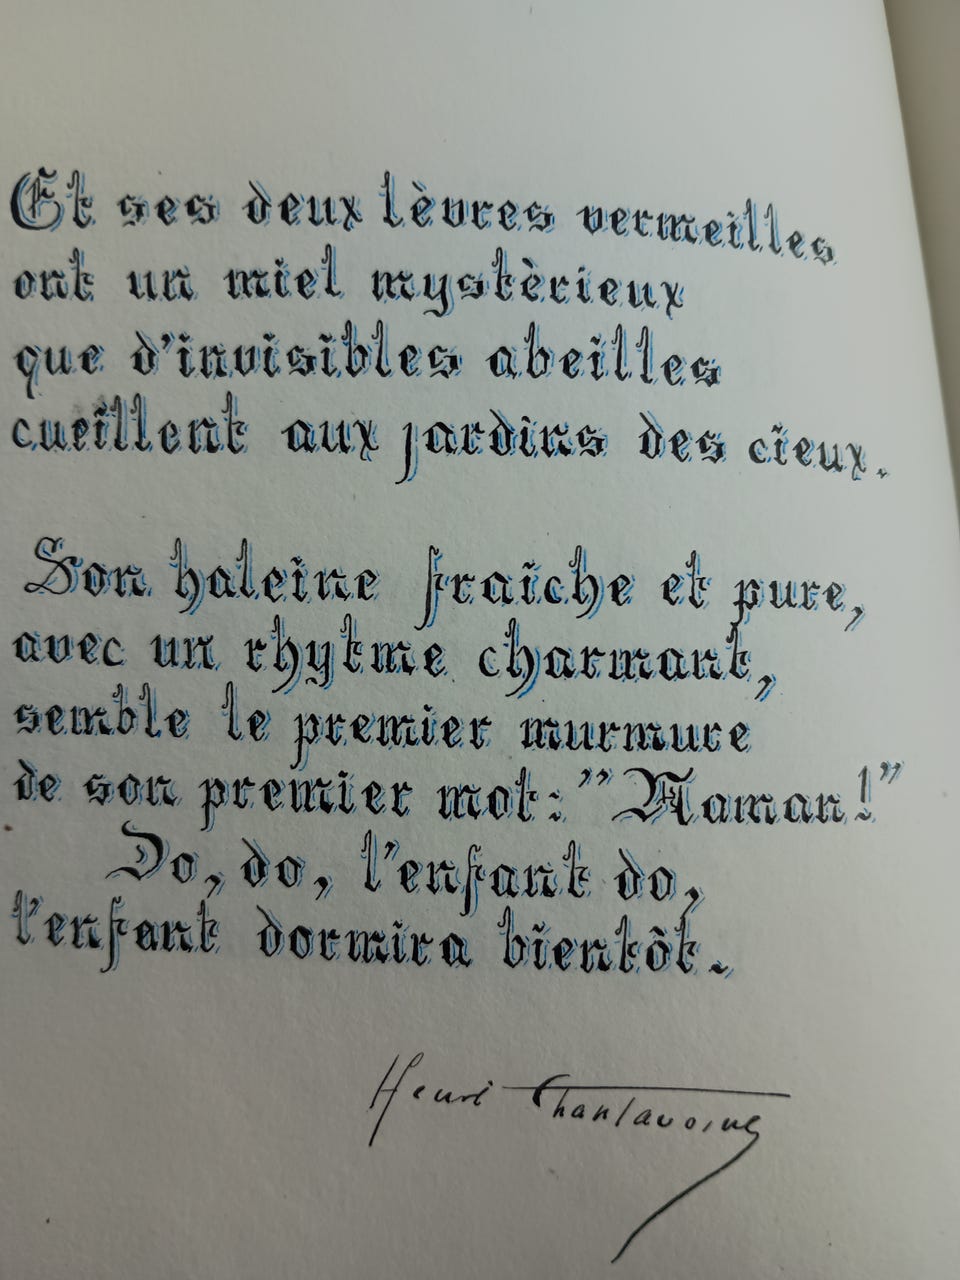 Et ses deux lèvres vermeilles
ont un miel mystèrieux
que d'invisibles abeilles
cueillent aux jardins des cieux.
Son haleine fraîche et pure,
avec un rhytme charmant,
semble le premier murmure
de son premier mot: "Maman!"
Do, do, l'enfant do,
l'enfant dormira bientôt.
Henri Chantavoine